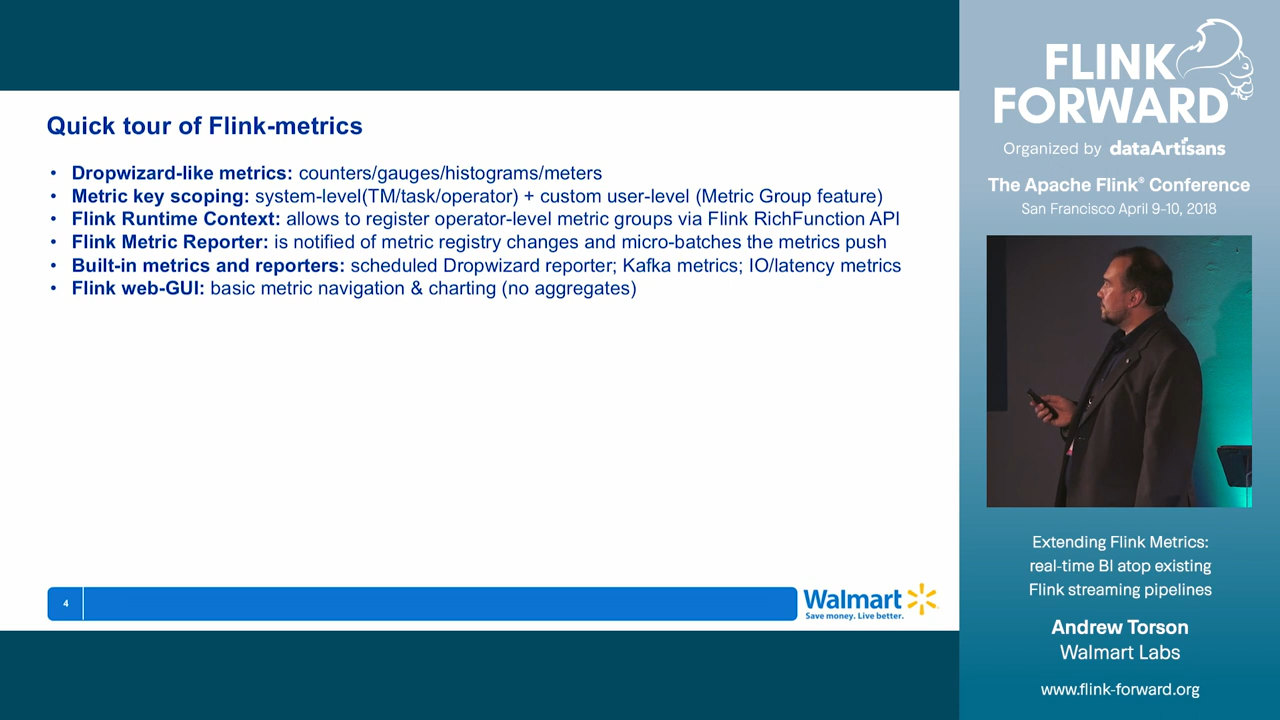 Quick tour of Flink-metrics
• Dropwizard-like metrics: counters/gauges/histograms/meters
• Metric key scoping: system-level(TM/task/operator) + custom user-level (Metric Group feature)
• Flink Runtime Context: allows to register operator-level metric groups via Flink RichFunction API
• Flink Metric Reporter: is notified of metric registry changes and micro-batches the metrics push
• Built-in metrics and reporters: scheduled Dropwizard reporter; Kafka metrics; IO/latency metrics
• Flink web-GUI: basic metric navigation & charting (no aggregates)
4
Walmart
Save money. Live better.
FLINK
FORWARD
Organized by dataArtisans
The Apache Flink® Conference
San Francisco April 9-10, 2018
Extending Flink Metrics:
real-time BI atop existing
Flink streaming pipelines
Andrew Torson
Walmart Labs
www.flink-forward.org